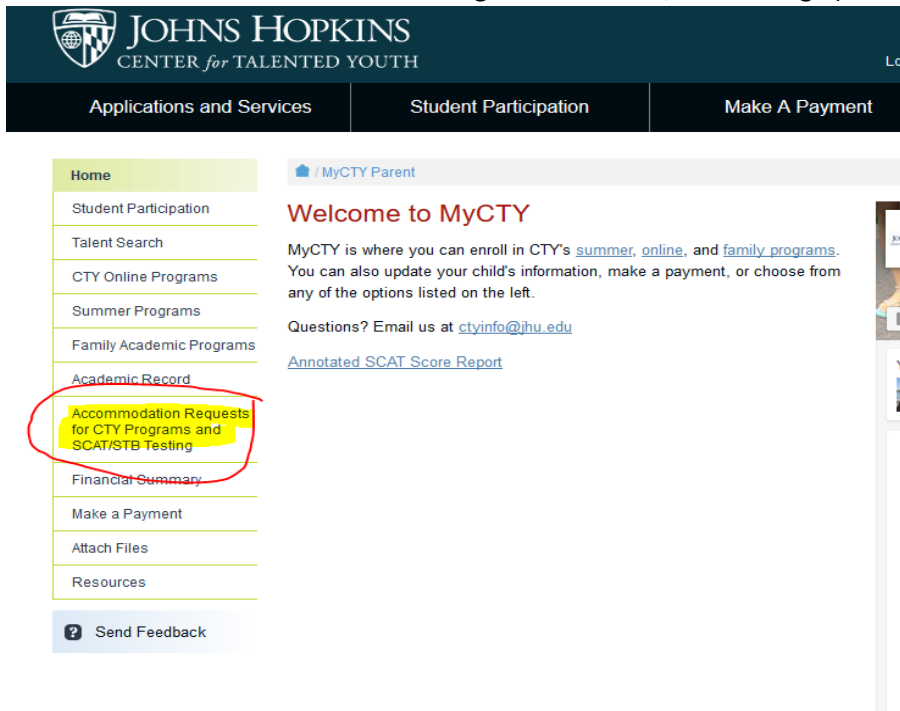 JOHNS HOPKINS
CENTER for TALENTED YOUTH
Applications and Services
Student Participation
Make A Payment
Home
Student Participation
Talent Search
CTY Online Programs
Summer Programs
Family Academic Programs
Academic Record
Accommodation Requests
for CTY Programs and
SCAT/STB Testing
Financial Summary
Make a Payment
Attach Files
Resources
Send Feedback
/ MyCTY Parent
Welcome to MyCTY
MyCTY is where you can enroll in CTY's summer, online, and family programs.
You can also update your child's information, make a payment, or choose from
any of the options listed on the left.
Questions? Email us at ctyinfo@jhu.edu
Annotated SCAT Score Report